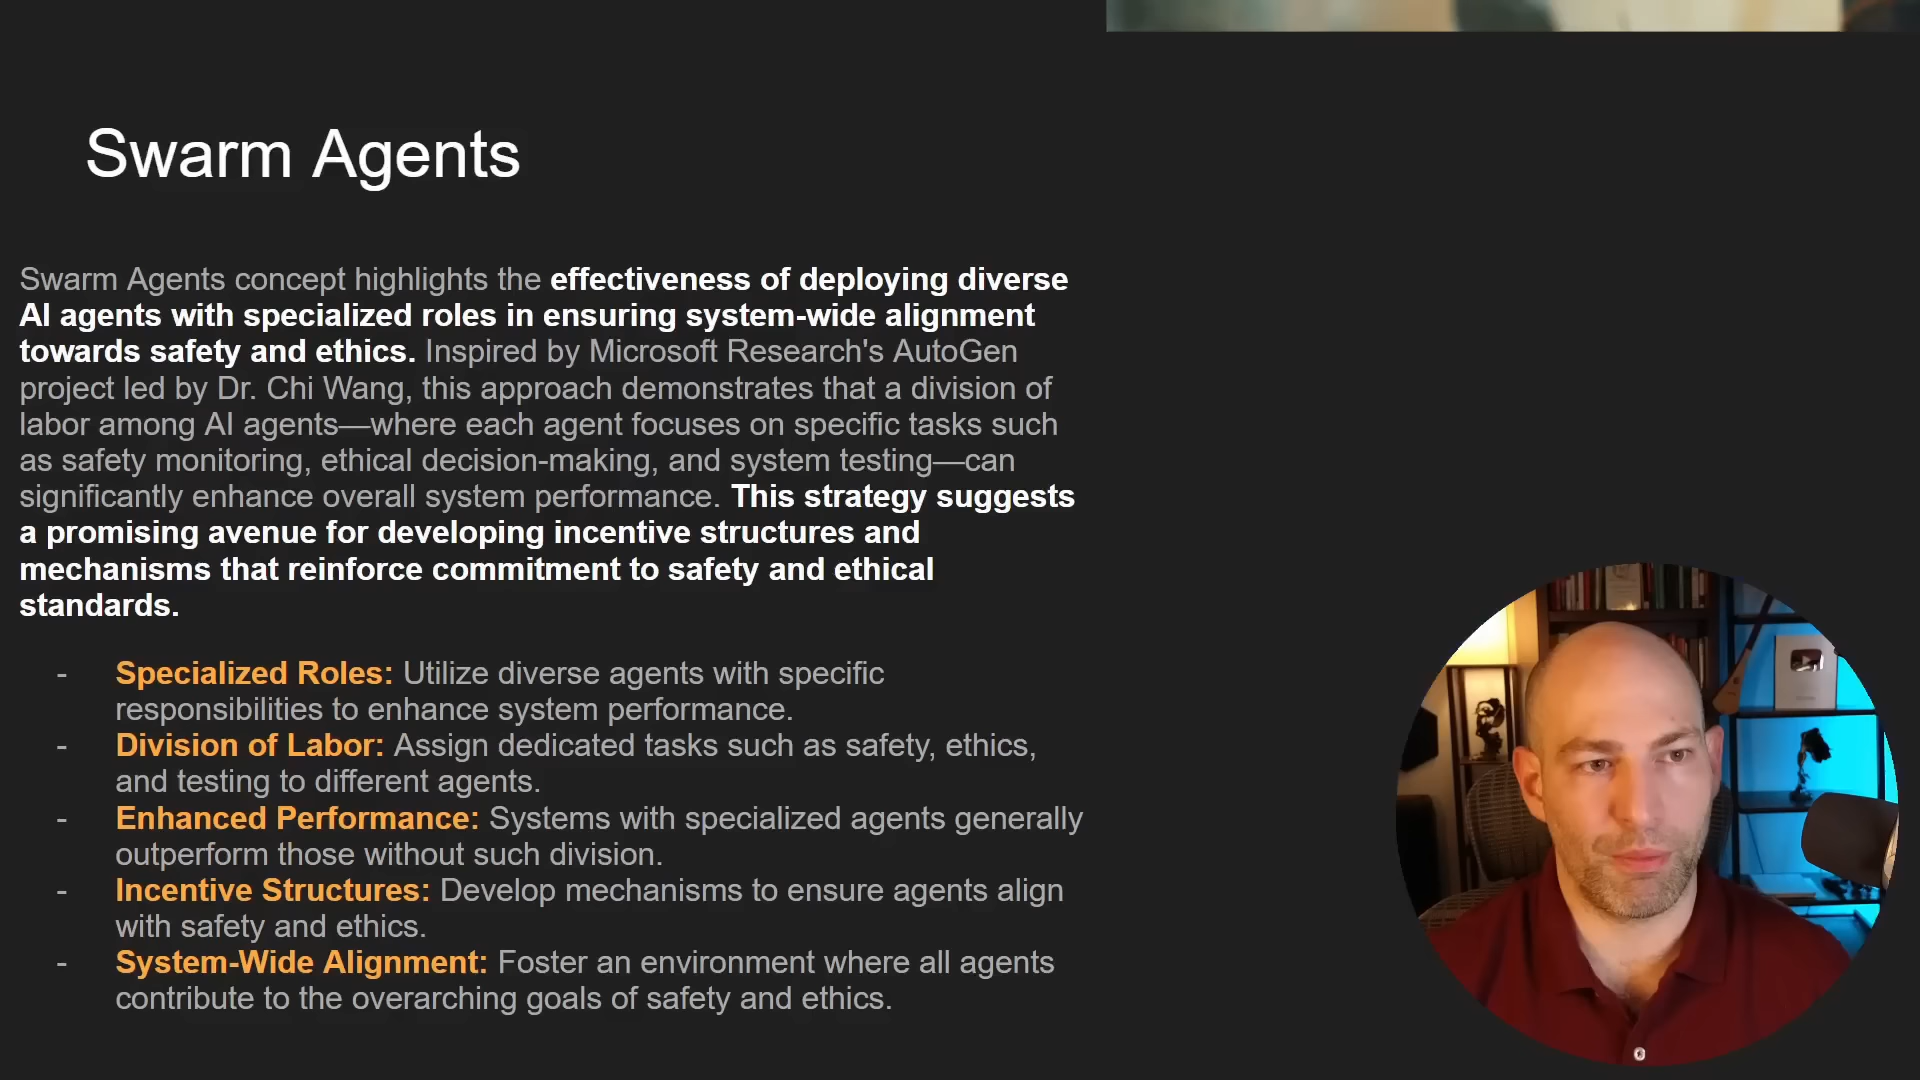 Swarm Agents
Swarm Agents concept highlights the effectiveness of deploying diverse
AI agents with specialized roles in ensuring system-wide alignment
towards safety and ethics. Inspired by Microsoft Research's AutoGen
project led by Dr. Chi Wang, this approach demonstrates that a division of
labor among AI agents—where each agent focuses on specific tasks such
as safety monitoring, ethical decision-making, and system testing—can
significantly enhance overall system performance. This strategy suggests
a promising avenue for developing incentive structures and
mechanisms that reinforce commitment to safety and ethical
standards.
- Specialized Roles: Utilize diverse agents with specific
responsibilities to enhance system performance.
- Division of Labor: Assign dedicated tasks such as safety, ethics,
and testing to different agents.
- Enhanced Performance: Systems with specialized agents generally
outperform those without such division.
- Incentive Structures: Develop mechanisms to ensure agents align
with safety and ethics.
- System-Wide Alignment: Foster an environment where all agents
contribute to the overarching goals of safety and ethics.